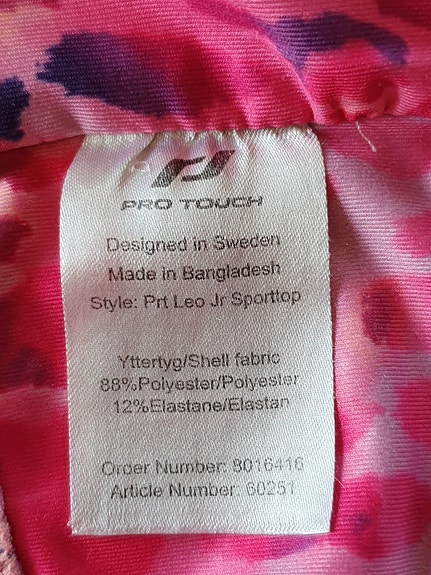 PRO TOUCH
Designed in Sweden
Made in Bangladesh
Style: Prt Leo Jr Sporttop
Yttertyg/Shell fabric
88%Polyester/Polyester
12%Elastane/Elastan
Order Number: 8016416
Article Number: 60251